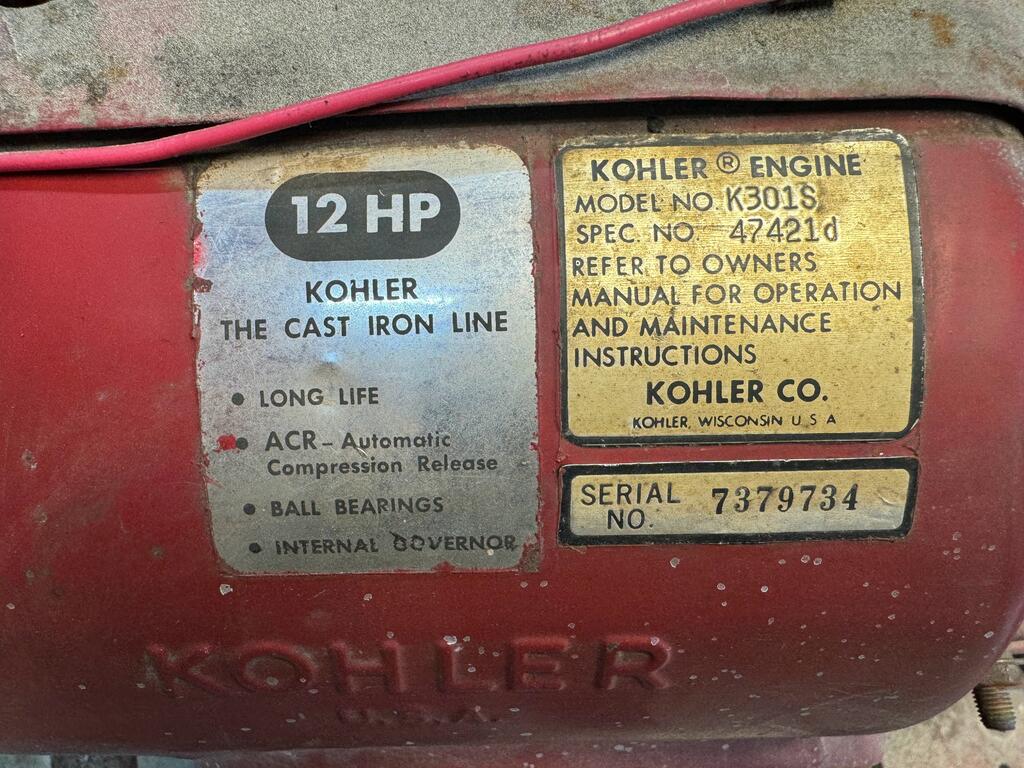 12 HP
KOHLER
THE CAST IRON LINE
• LONG LIFE
• ACR - Automatic
Compression Release
• BALL BEARINGS
• INTERNAL GOVERNOR
KOHLER ® ENGINE
MODEL NO. K301S
SPEC. NO. 47421d
REFER TO OWNERS
MANUAL FOR OPERATION
AND MAINTENANCE
INSTRUCTIONS
KOHLER CO.
KOHLER, WISCONSIN U S A
SERIAL
NO. 7379734
KOHLER
U.S.A.